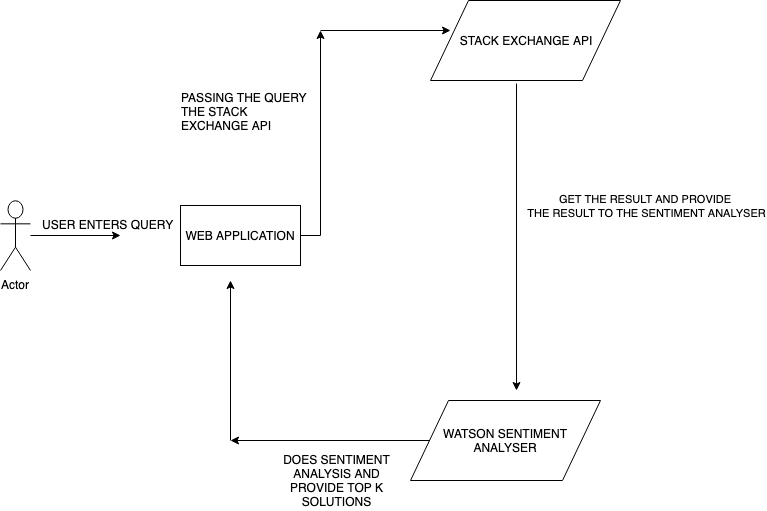 STACK EXCHANGE API
PASSING THE QUERY
THE STACK
EXCHANGE API
GET THE RESULT AND PROVIDE
THE RESULT TO THE SENTIMENT ANALYSER
USER ENTERS QUERY
WEB APPLICATION
Actor
WATSON SENTIMENT
ANALYSER
DOES SENTIMENT
ANALYSIS AND
PROVIDE TOP K
SOLUTIONS